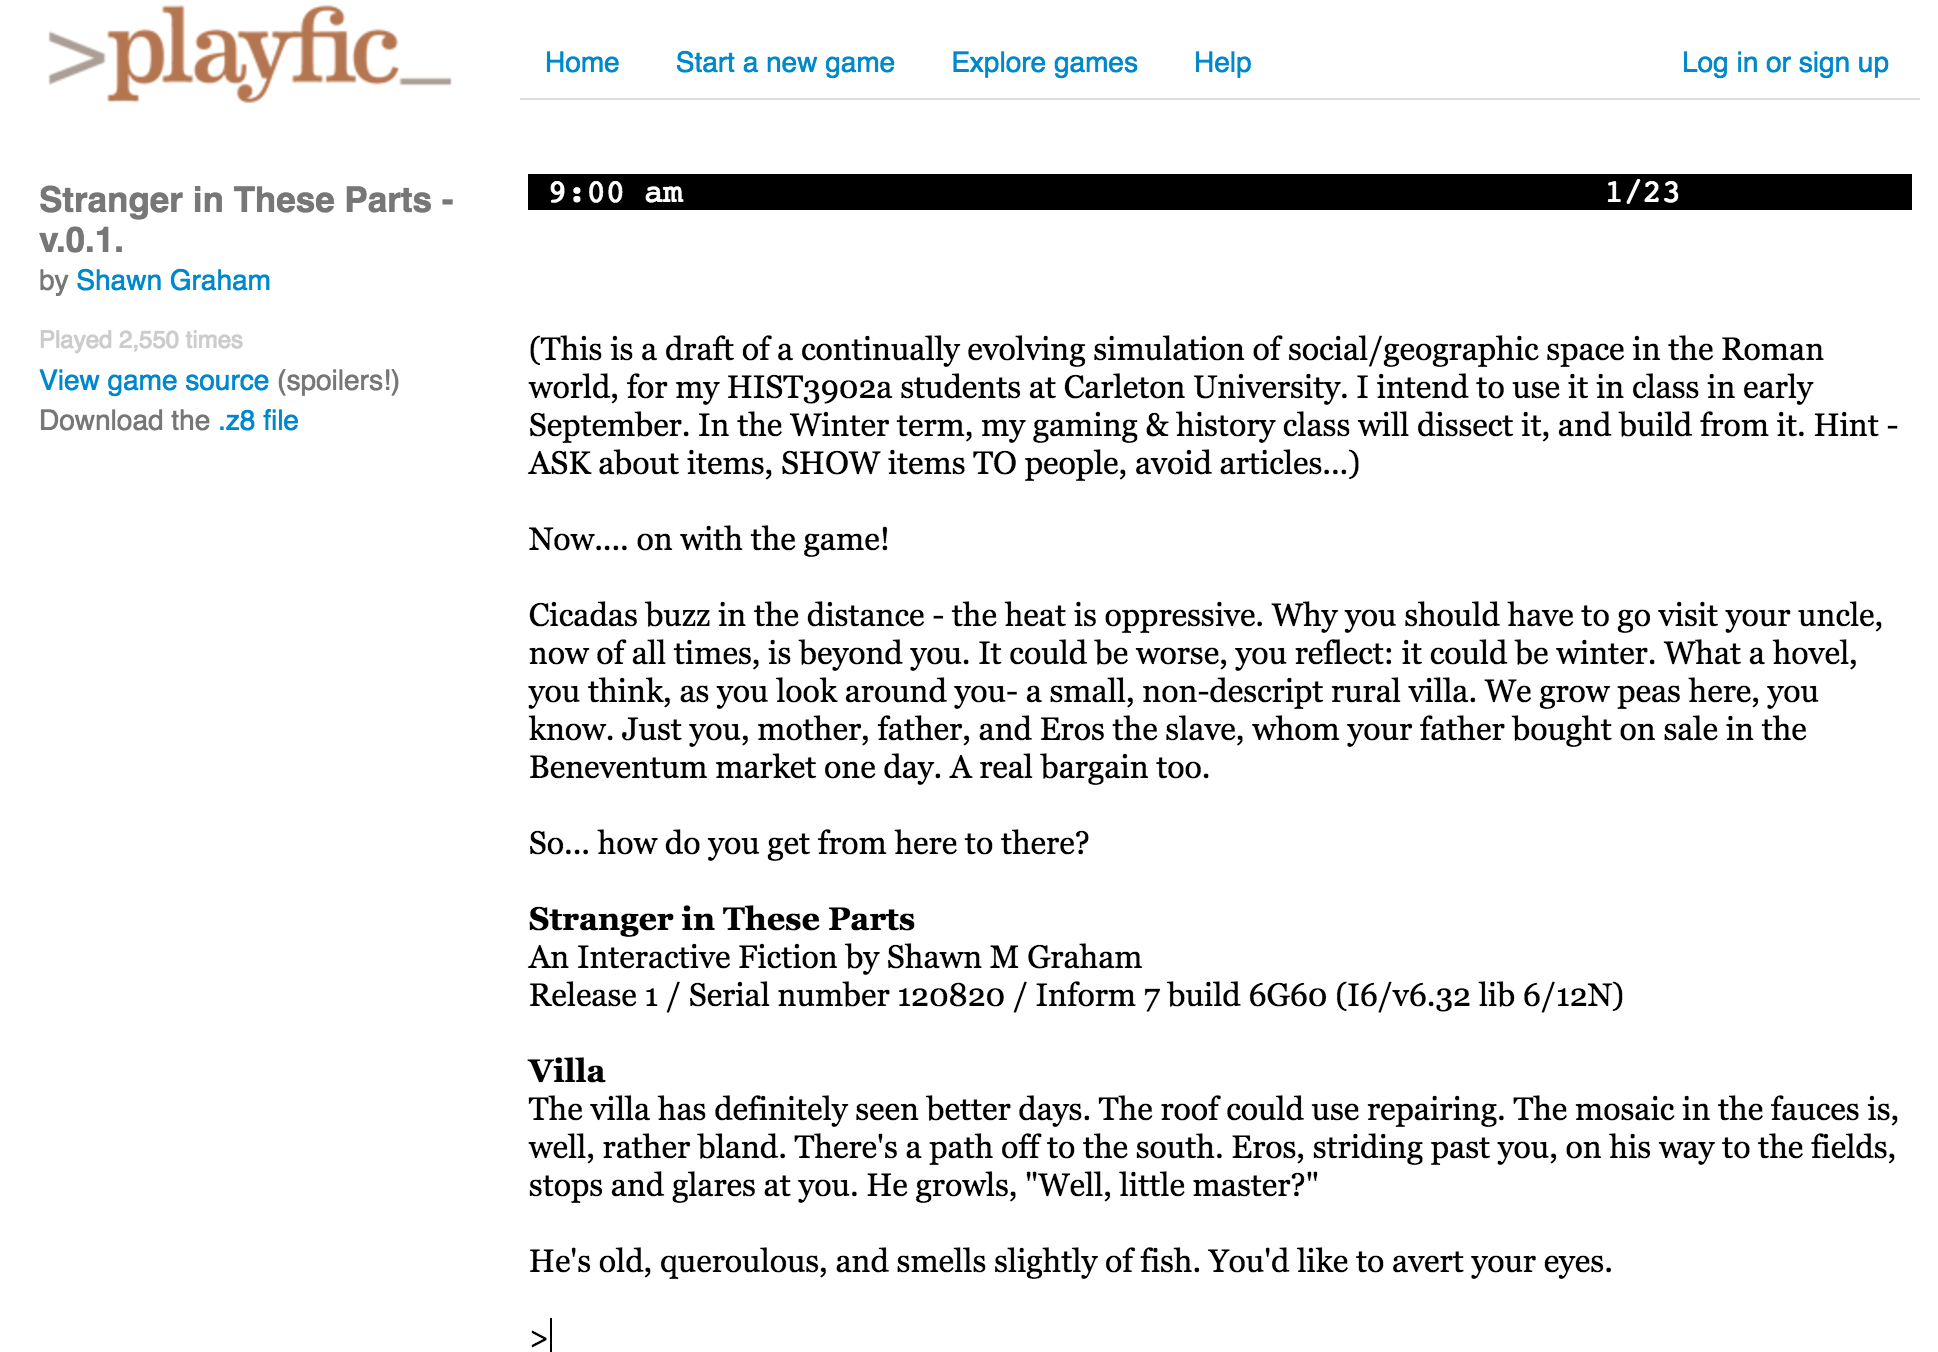 >playfic_
Home Start a new game Explore games Help Log in or sign up
Stranger in These Parts -
v.0.1.
by Shawn Graham
Played 2,550 times
View game source (spoilers!)
Download the .z8 file
9:00 am 1/23
(This is a draft of a continually evolving simulation of social/geographic space in the Roman
world, for my HIST3902a students at Carleton University. I intend to use it in class in early
September. In the Winter term, my gaming & history class will dissect it, and build from it. Hint -
ASK about items, SHOW items TO people, avoid articles...)
Now.... on with the game!
Cicadas buzz in the distance - the heat is oppressive. Why you should have to go visit your uncle,
now of all times, is beyond you. It could be worse, you reflect: it could be winter. What a hovel,
you think, as you look around you- a small, non-descript rural villa. We grow peas here, you
know. Just you, mother, father, and Eros the slave, whom your father bought on sale in the
Beneventum market one day. A real bargain too.
So... how do you get from here to there?
Stranger in These Parts
An Interactive Fiction by Shawn M Graham
Release 1 / Serial number 120820 / Inform 7 build 6G60 (I6/v6.32 lib 6/12N)
Villa
The villa has definitely seen better days. The roof could use repairing. The mosaic in the fauces is,
well, rather bland. There's a path off to the south. Eros, striding past you, on his way to the fields,
stops and glares at you. He growls, "Well, little master?"
He's old, queroulous, and smells slightly of fish. You'd like to avert your eyes.
>